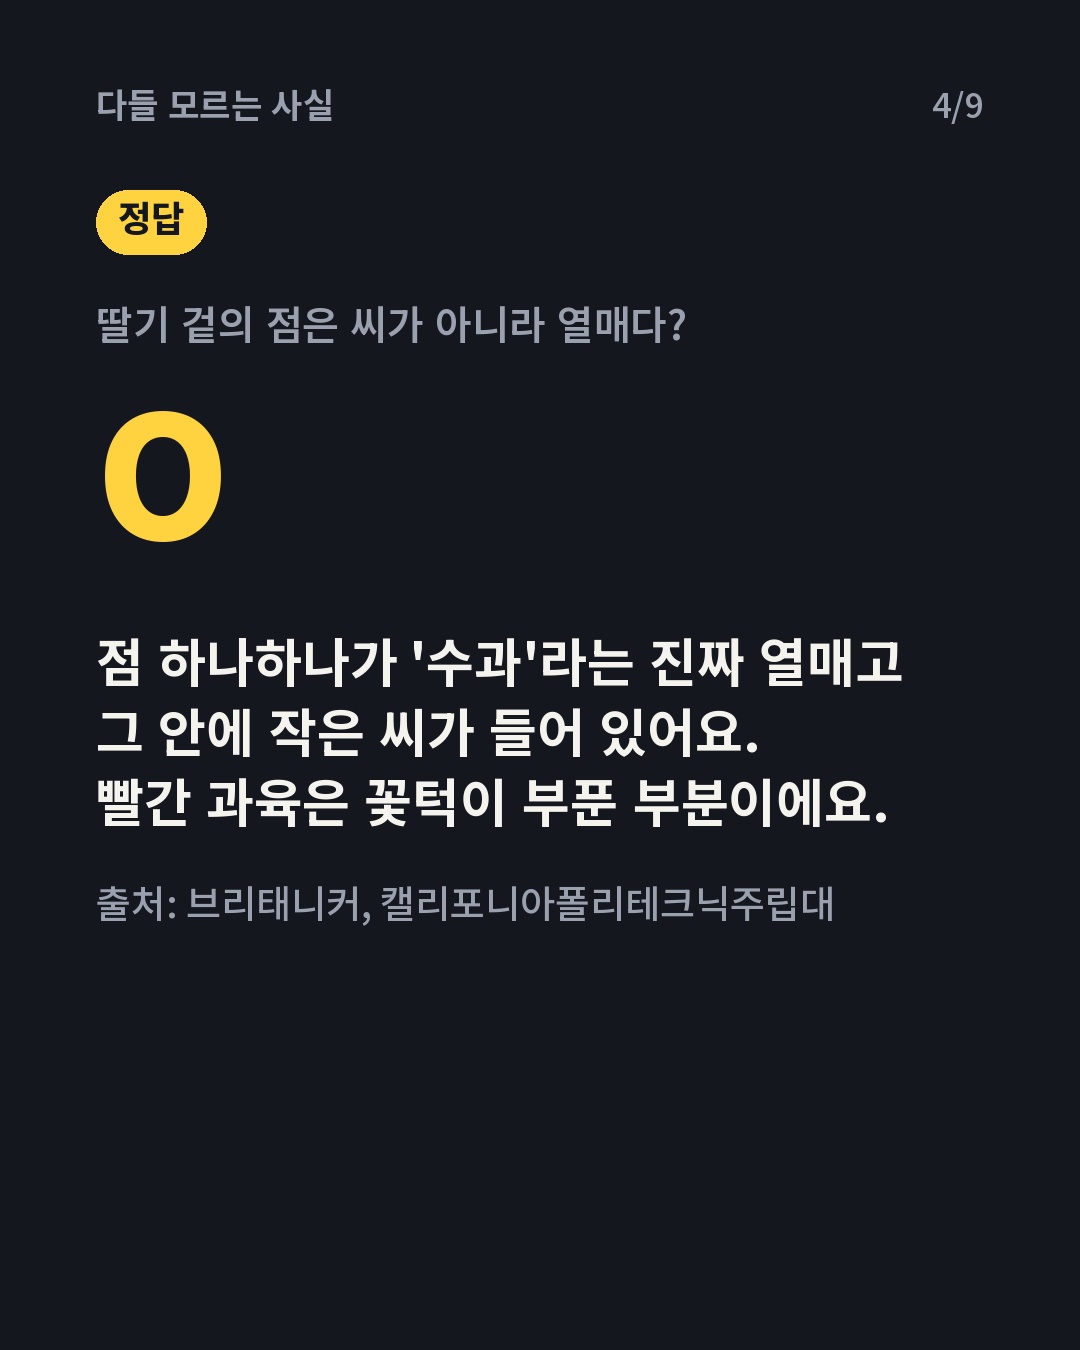 다들 모르는 사실
4/9
정답
딸기 겉의 점은 씨가 아니라 열매다?
O
점 하나하나가 '수과'라는 진짜 열매고
그 안에 작은 씨가 들어 있어요.
빨간 과육은 꽃턱이 부푼 부분이에요.
출처: 브리태니커, 캘리포니아폴리테크닉주립대